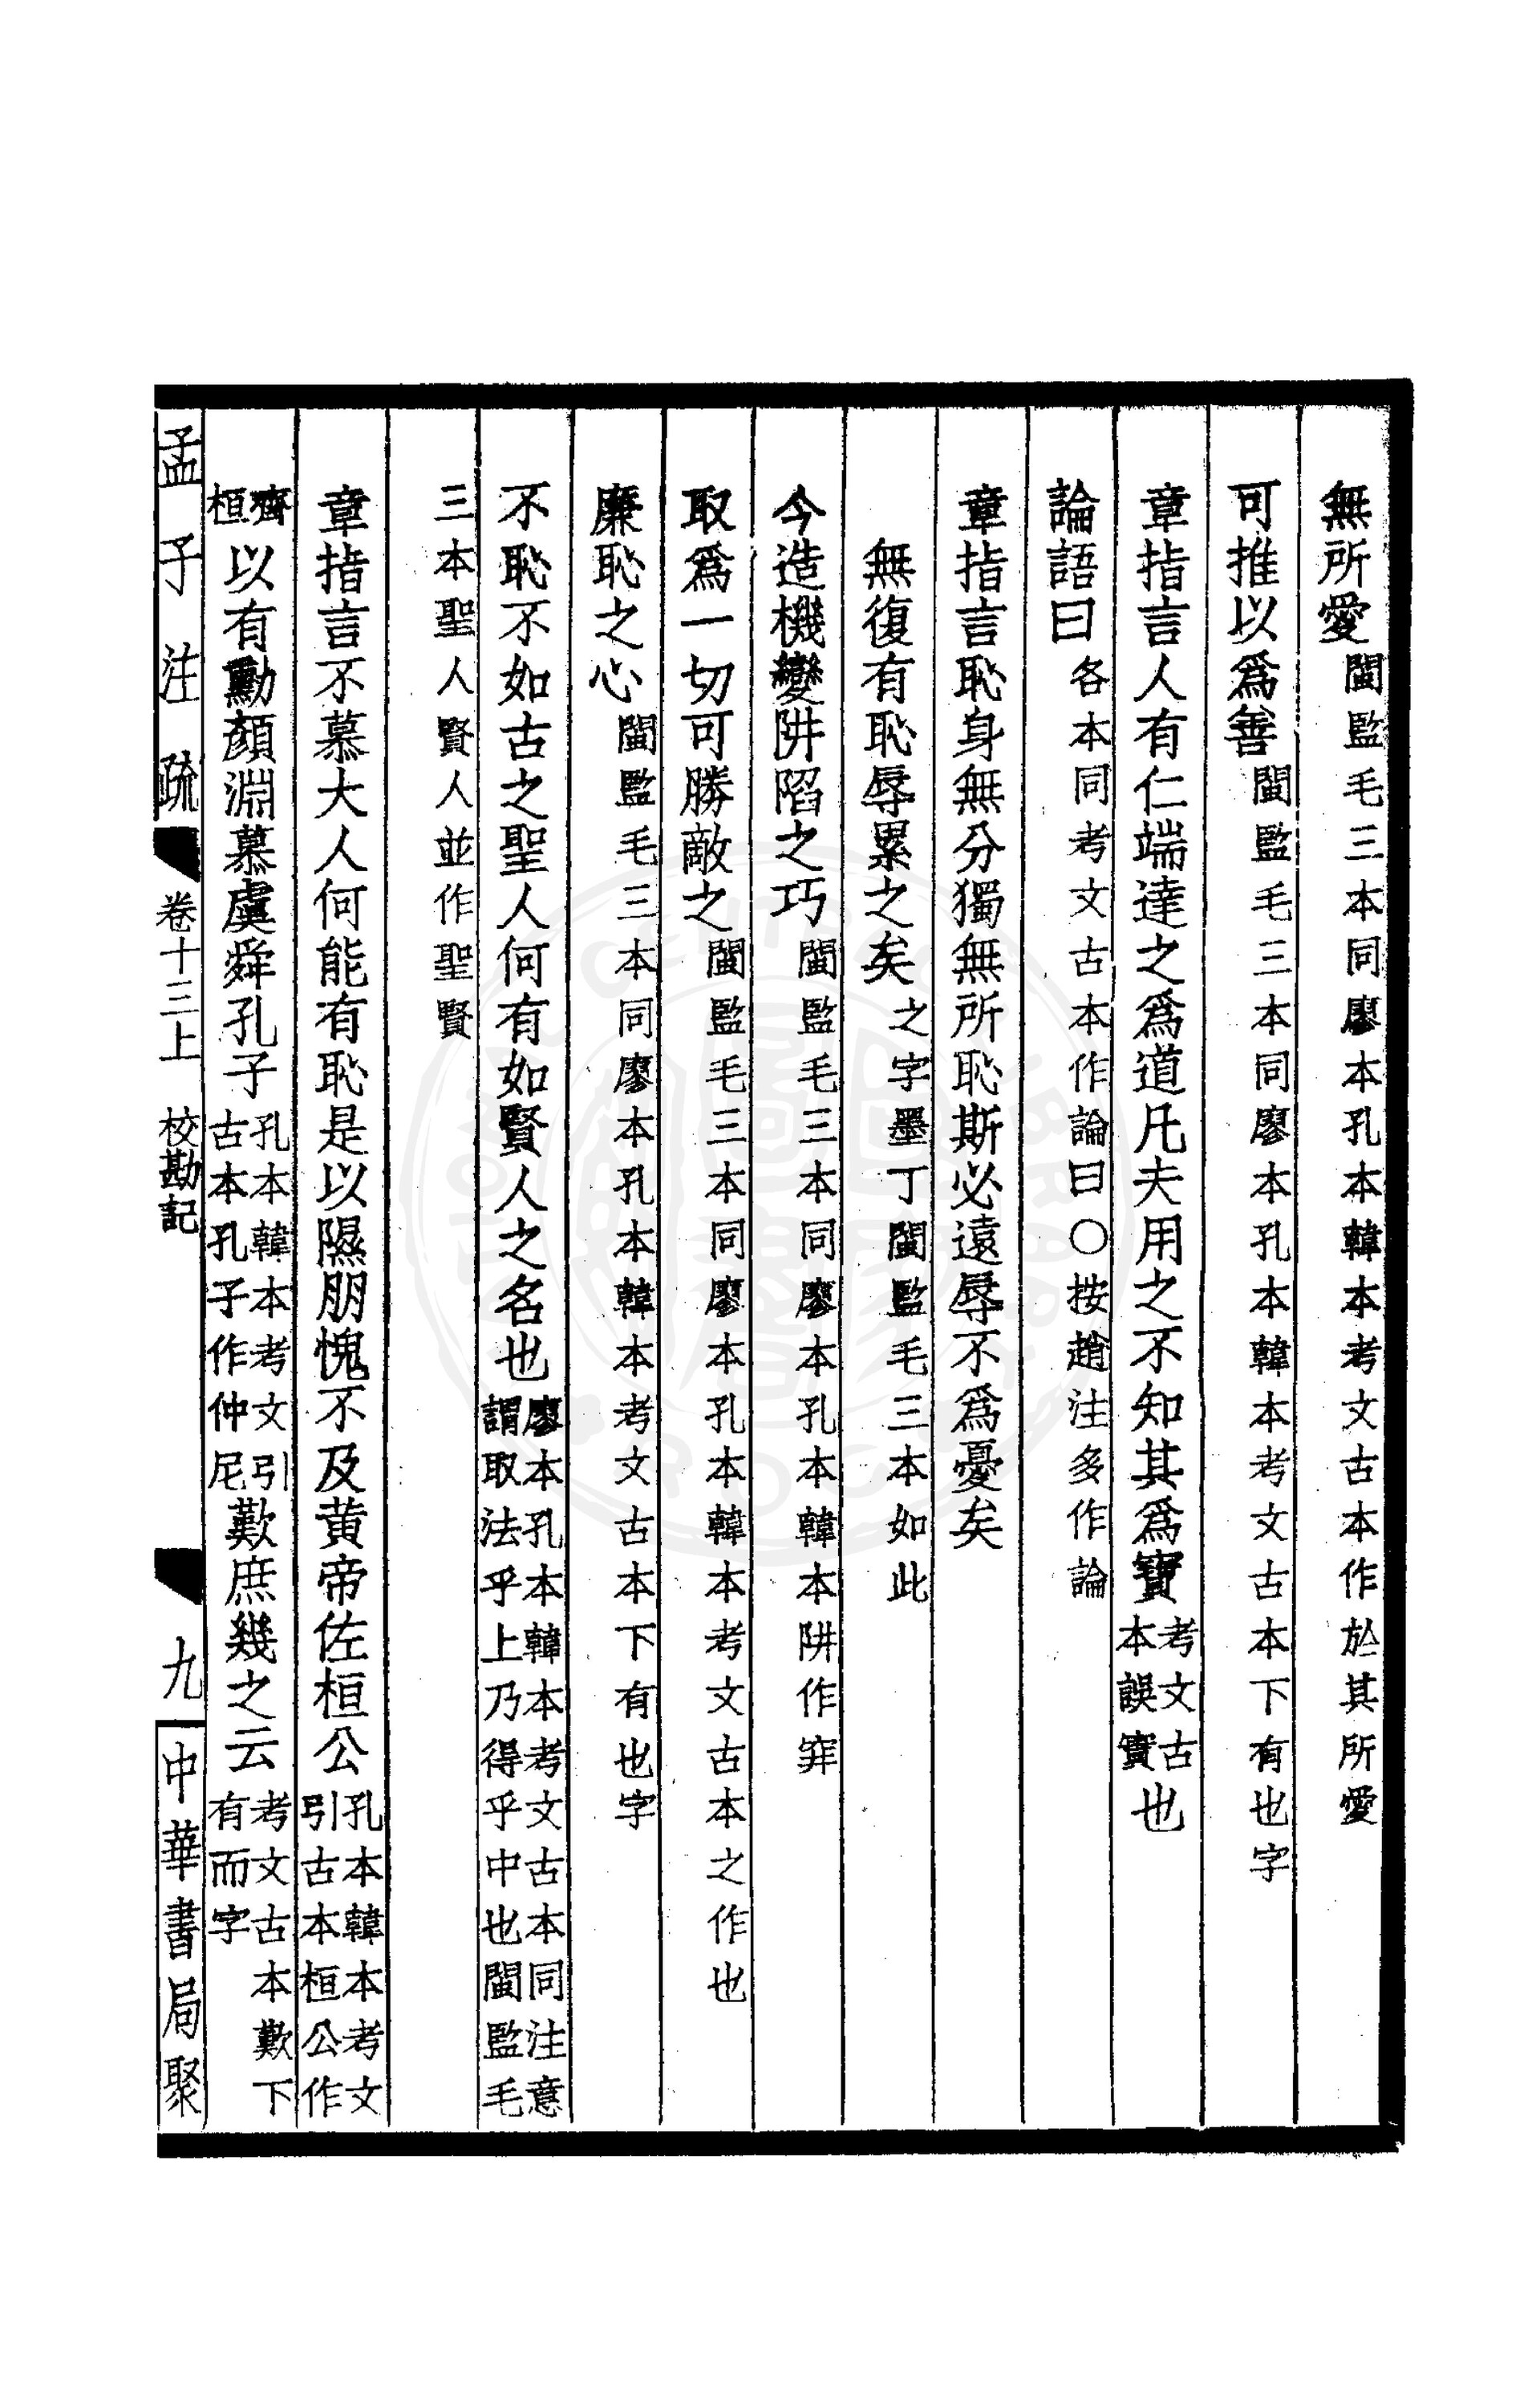 無所愛閩監毛三本同廖本孔本韓本考文古本作於其所愛
可推以爲善閩監毛三本同廖本孔本韓本考文古本下有也字
章指言人有仁端達之爲道凡夫用之不知其爲寶考文古本誤實也
論語曰各本同考文古本作論曰○按趙注多作論
章指言恥身無分獨無所恥斯必遠辱不爲憂矣
無復有恥辱累之矣之字墨丁閩監毛三本如此
今造機變阱陷之巧閩監毛三本同廖本孔本韓本阱作穽
取爲一切可勝敵之閩監毛三本同廖本孔本韓本考文古本之作也
廉恥之心閩監毛三本同廖本孔本韓本考文古本下有也字
不恥不如古之聖人何有如賢人之名也廖本孔本韓本考文古本同注意謂取法乎上乃得乎中也閩監毛
三本聖人賢人並作聖賢
章指言不慕大人何能有恥是以隰朋愧不及黃帝佐桓公孔本韓本考文引古本桓公作
齊桓以有勳顏淵慕虞舜孔子孔本韓本考文引古本孔子作仲尼歎庶幾之云考文古本歎下有而字
孟子注疏 卷十三上 校勘記 九 中華書局聚